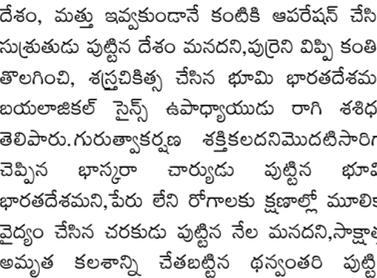 దేశం, మత్తు ఇవ్వకుండానే కంటికి ఆపరేషన్ చేసి
సుశ్రుతుడు పుట్టిన దేశం మనదని,పుర్రెని విప్పి కంతి
తొలగించి, శస్త్రచికిత్స చేసిన భూమి భారతదేశమ
బయలాజికల్ సైన్స్ ఉపాధ్యాయుడు రాగి శశిధ
తెలిపారు.గురుత్వాకర్షణ శక్తికలదనిమొదటిసారిగ
చెప్పిన భాస్కరా చార్యుడు పుట్టిన భూమ
భారతదేశమని,పేరు లేని రోగాలకు క్షణాల్లో మూలిక
వైద్యం చేసిన చరకుడు పుట్టిన నేల మనదని,సాక్షాత
అమృత కలశాన్ని చేతబట్టిన థన్వంతరి పుట్టి